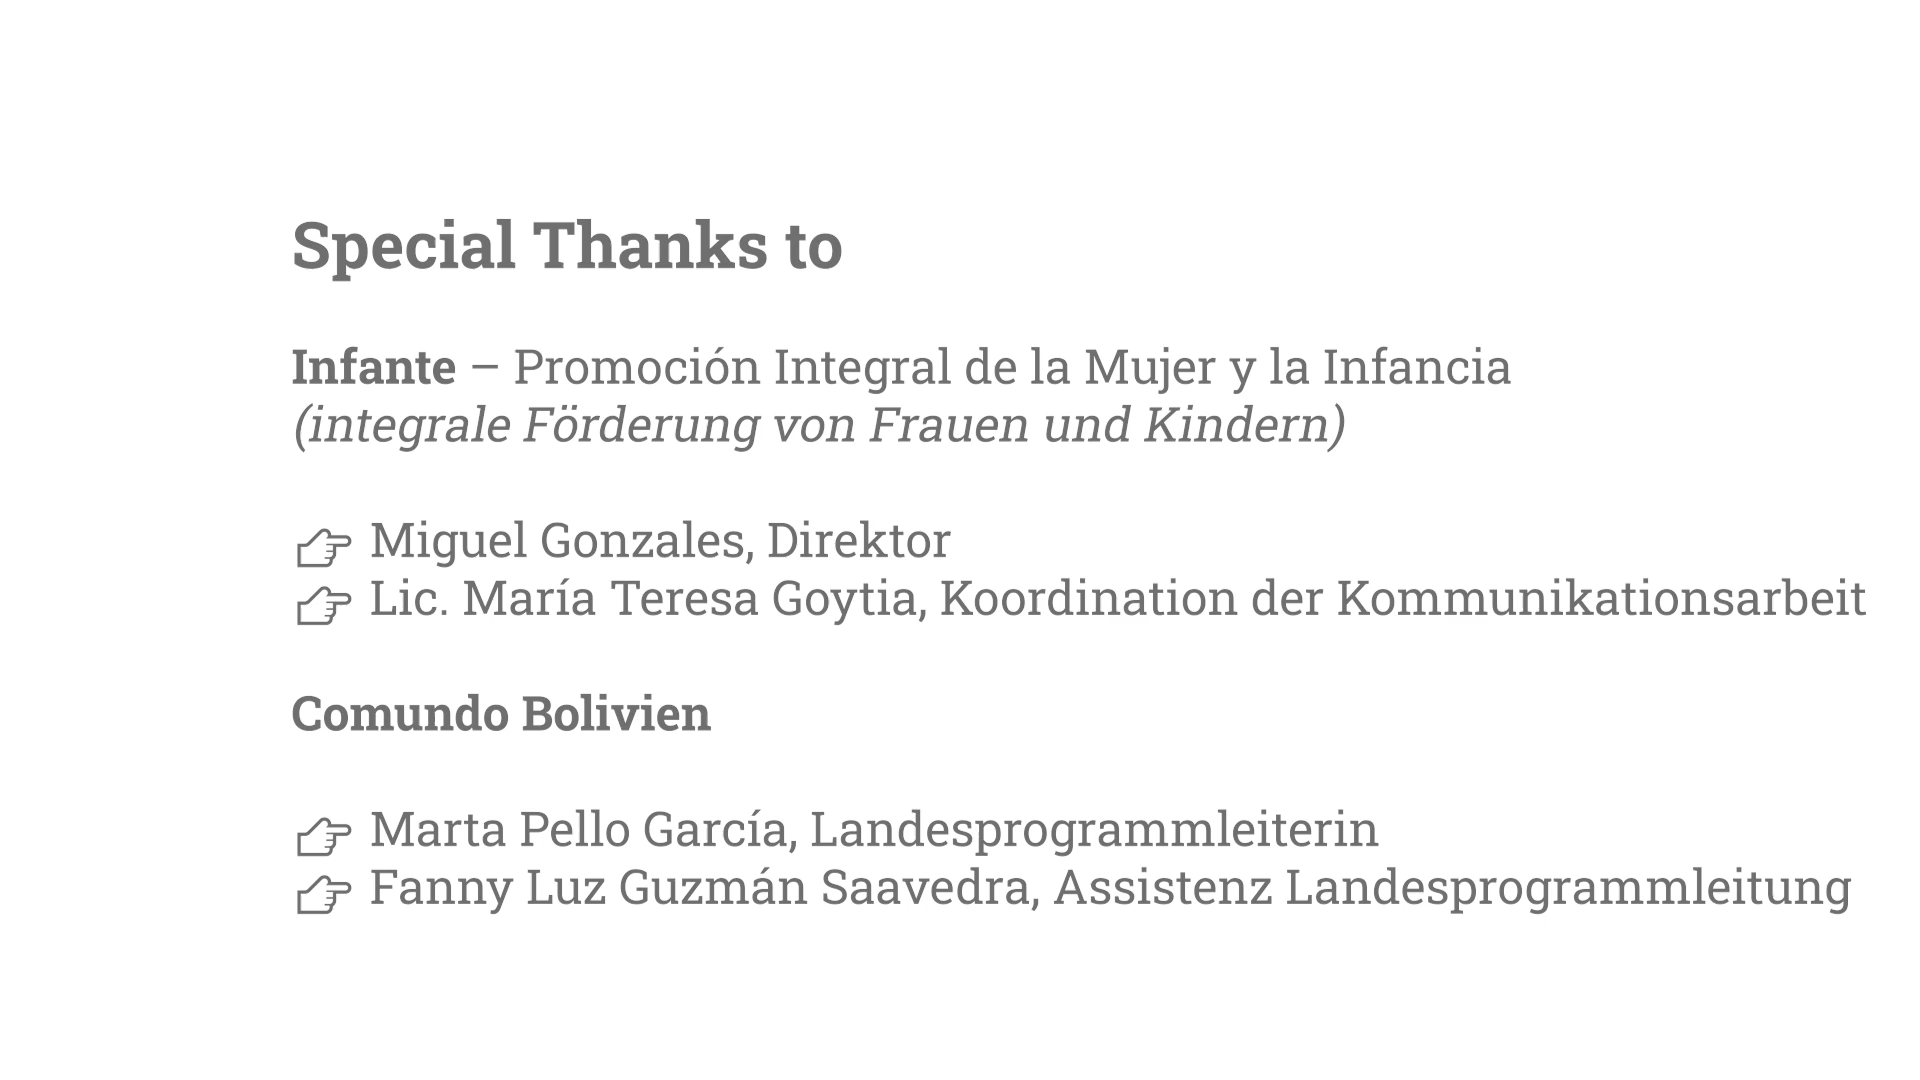 Special Thanks to
Infante – Promoción Integral de la Mujer y la Infancia
(integrale Förderung von Frauen und Kindern)
☞ Miguel Gonzales, Direktor
☞ Lic. María Teresa Goytia, Koordination der Kommunikationsarbeit
Comundo Bolivien
☞ Marta Pello García, Landesprogrammleiterin
☞ Fanny Luz Guzmán Saavedra, Assistenz Landesprogrammleitung